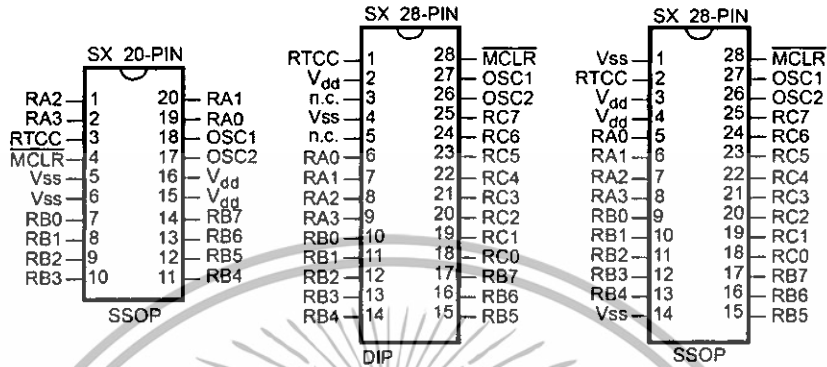 SX 20-PIN
RA2 1 20 RA1
RA3 2 19 RA0
RTCC 3 18 OSC1
MCLR 4 17 OSC2
Vss 5 16 Vdd
Vss 6 15 Vdd
RB0 7 14 RB7
RB1 8 13 RB6
RB2 9 12 RB5
RB3 10 11 RB4
SSOP
SX 28-PIN
RTCC 1 28 MCLR
Vdd 2 27 OSC1
n.c. 3 26 OSC2
Vss 4 25 RC7
n.c. 5 24 RC6
RA0 6 23 RC5
RA1 7 22 RC4
RA2 8 21 RC3
RA3 9 20 RC2
RB0 10 19 RC1
RB1 11 18 RC0
RB2 12 17 RB7
RB3 13 16 RB6
RB4 14 15 RB5
DIP
SX 28-PIN
Vss 1 28 MCLR
RTCC 2 27 OSC1
Vdd 3 26 OSC2
Vdd 4 25 RC7
RA0 5 24 RC6
RA1 6 23 RC5
RA2 7 22 RC4
RA3 8 21 RC3
RB0 9 20 RC2
RB1 10 19 RC1
RB2 11 18 RC0
RB3 12 17 RB7
RB4 13 16 RB6
Vss 14 15 RB5
SSOP